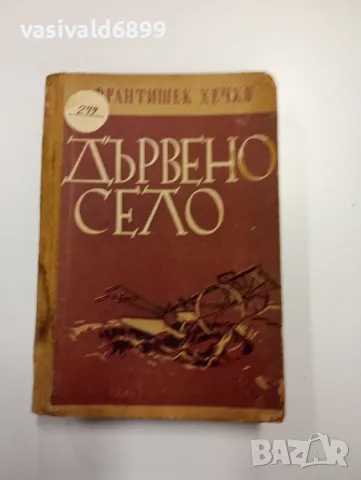 vasivald6899
299
ФРАНТИШЕК ХЕЧКО
ДЪРВЕНО
СЕЛО
BAZAR
bg